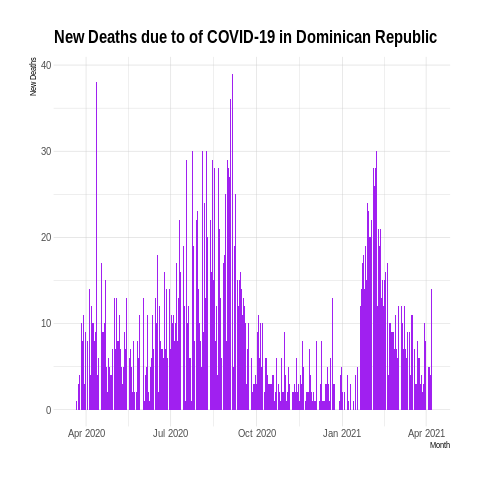 New Deaths due to of COVID-19 in Dominican Republic
New Deaths
40
30
20
10
0
Apr 2020
Jul 2020
Oct 2020
Jan 2021
Apr 2021
Month